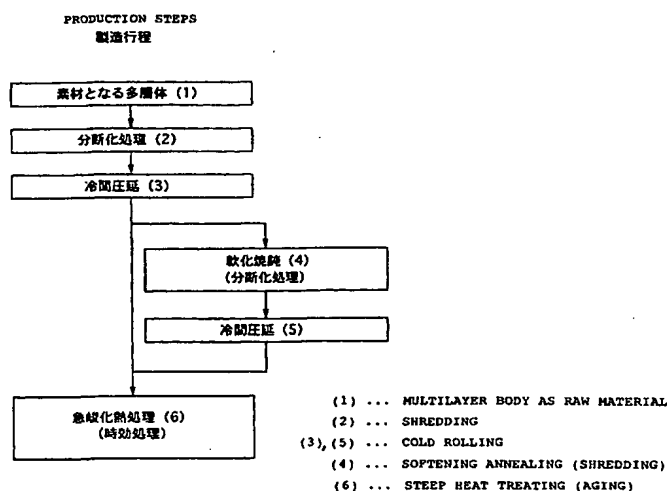 PRODUCTION STEPS
製造行程
素材となる多層体 (1)
分断化処理 (2)
冷間圧延 (3)
軟化焼鈍 (4)
(分断化処理)
冷間圧延 (5)
急峻化熱処理 (6)
(時効処理)
(1) ... MULTILAYER BODY AS RAW MATERIAL
(2) ... SHREDDING
(3),(5) ... COLD ROLLING
(4) ... SOFTENING ANNEALING (SHREDDING)
(6) ... STEEP HEAT TREATING (AGING)